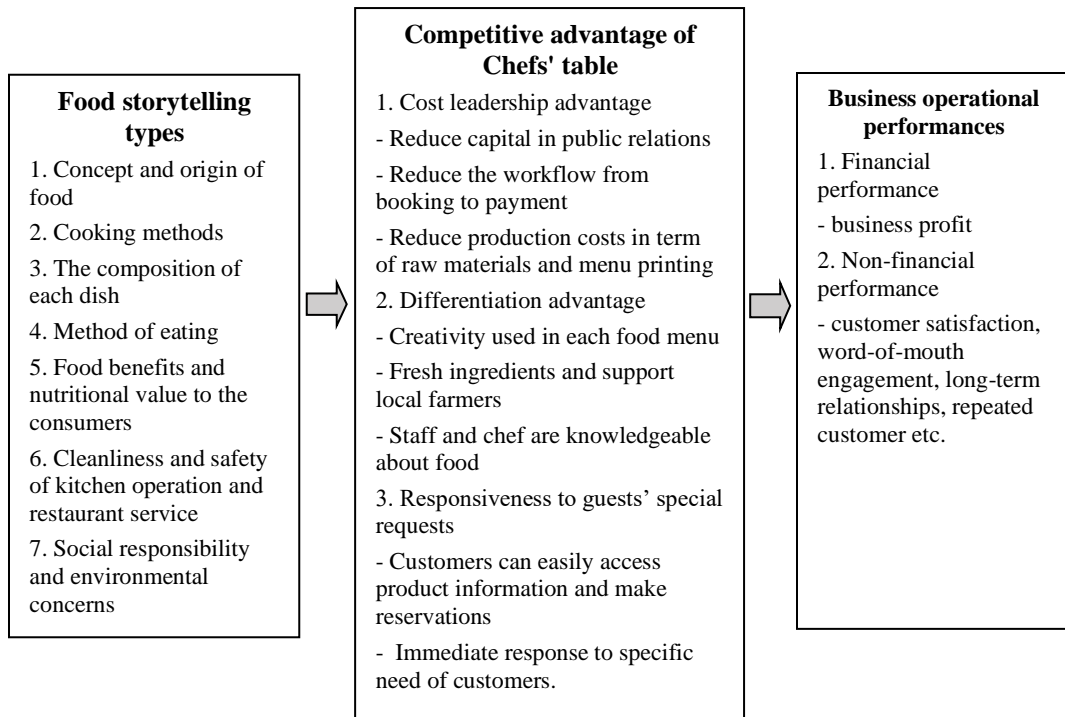 Food storytelling
types
1. Concept and origin of
food
2. Cooking methods
3. The composition of
each dish
4. Method of eating
5. Food benefits and
nutritional value to the
consumers
6. Cleanliness and safety
of kitchen operation and
restaurant service
7. Social responsibility
and environmental
concerns
Competitive advantage of
Chefs' table
1. Cost leadership advantage
- Reduce capital in public relations
- Reduce the workflow from
booking to payment
- Reduce production costs in term
of raw materials and menu printing
2. Differentiation advantage
- Creativity used in each food menu
- Fresh ingredients and support
local farmers
- Staff and chef are knowledgeable
about food
3. Responsiveness to guests’ special
requests
- Customers can easily access
product information and make
reservations
- Immediate response to specific
need of customers.
Business operational
performances
1. Financial
performance
- business profit
2. Non-financial
performance
- customer satisfaction,
word-of-mouth
engagement, long-term
relationships, repeated
customer etc.